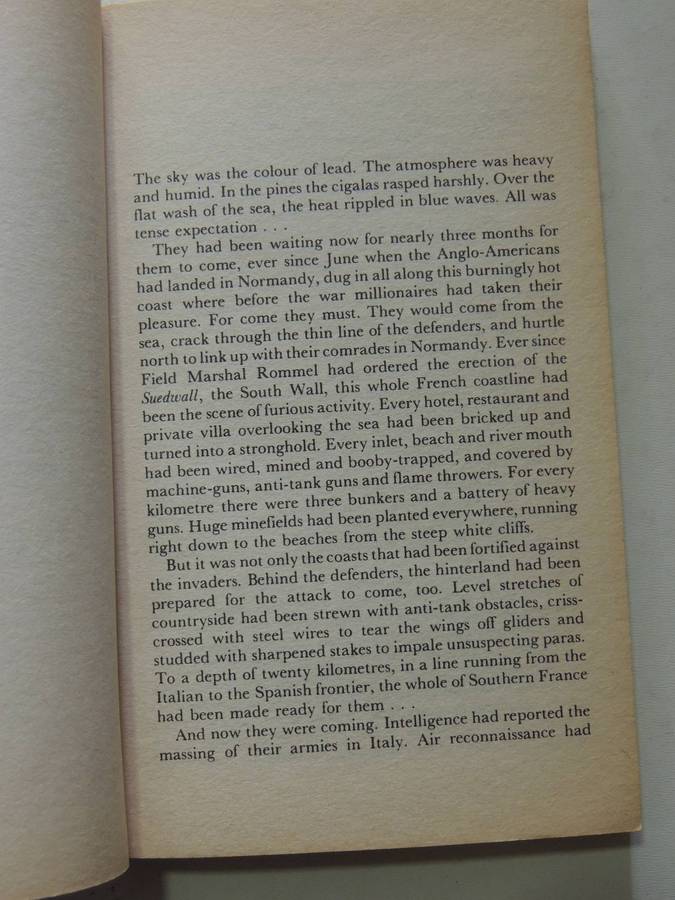 The sky was the colour of lead. The atmosphere was heavy
and humid. In the pines the cigalas rasped harshly. Over the
flat wash of the sea, the heat rippled in blue waves. All was
tense expectation . . .
They had been waiting now for nearly three months for
them to come, ever since June when the Anglo-Americans
had landed in Normandy, dug in all along this burningly hot
coast where before the war millionaires had taken their
pleasure. For come they must. They would come from the
sea, crack through the thin line of the defenders, and hurtle
north to link up with their comrades in Normandy. Ever since
Field Marshal Rommel had ordered the erection of the
Suedwall, the South Wall, this whole French coastline had
been the scene of furious activity. Every hotel, restaurant and
private villa overlooking the sea had been bricked up and
turned into a stronghold. Every inlet, beach and river mouth
had been wired, mined and booby-trapped, and covered by
machine-guns, anti-tank guns and flame throwers. For every
kilometre there were three bunkers and a battery of heavy
guns. Huge minefields had been planted everywhere, running
right down to the beaches from the steep white cliffs.
But it was not only the coasts that had been fortified against
the invaders. Behind the defenders, the hinterland had been
prepared for the attack to come, too. Level stretches of
countryside had been strewn with anti-tank obstacles, criss-
crossed with steel wires to tear the wings off gliders and
studded with sharpened stakes to impale unsuspecting paras.
To a depth of twenty kilometres, in a line running from the
Italian to the Spanish frontier, the whole of Southern France
had been made ready for them . . .
And now they were coming. Intelligence had reported the
massing of their armies in Italy. Air reconnaissance had